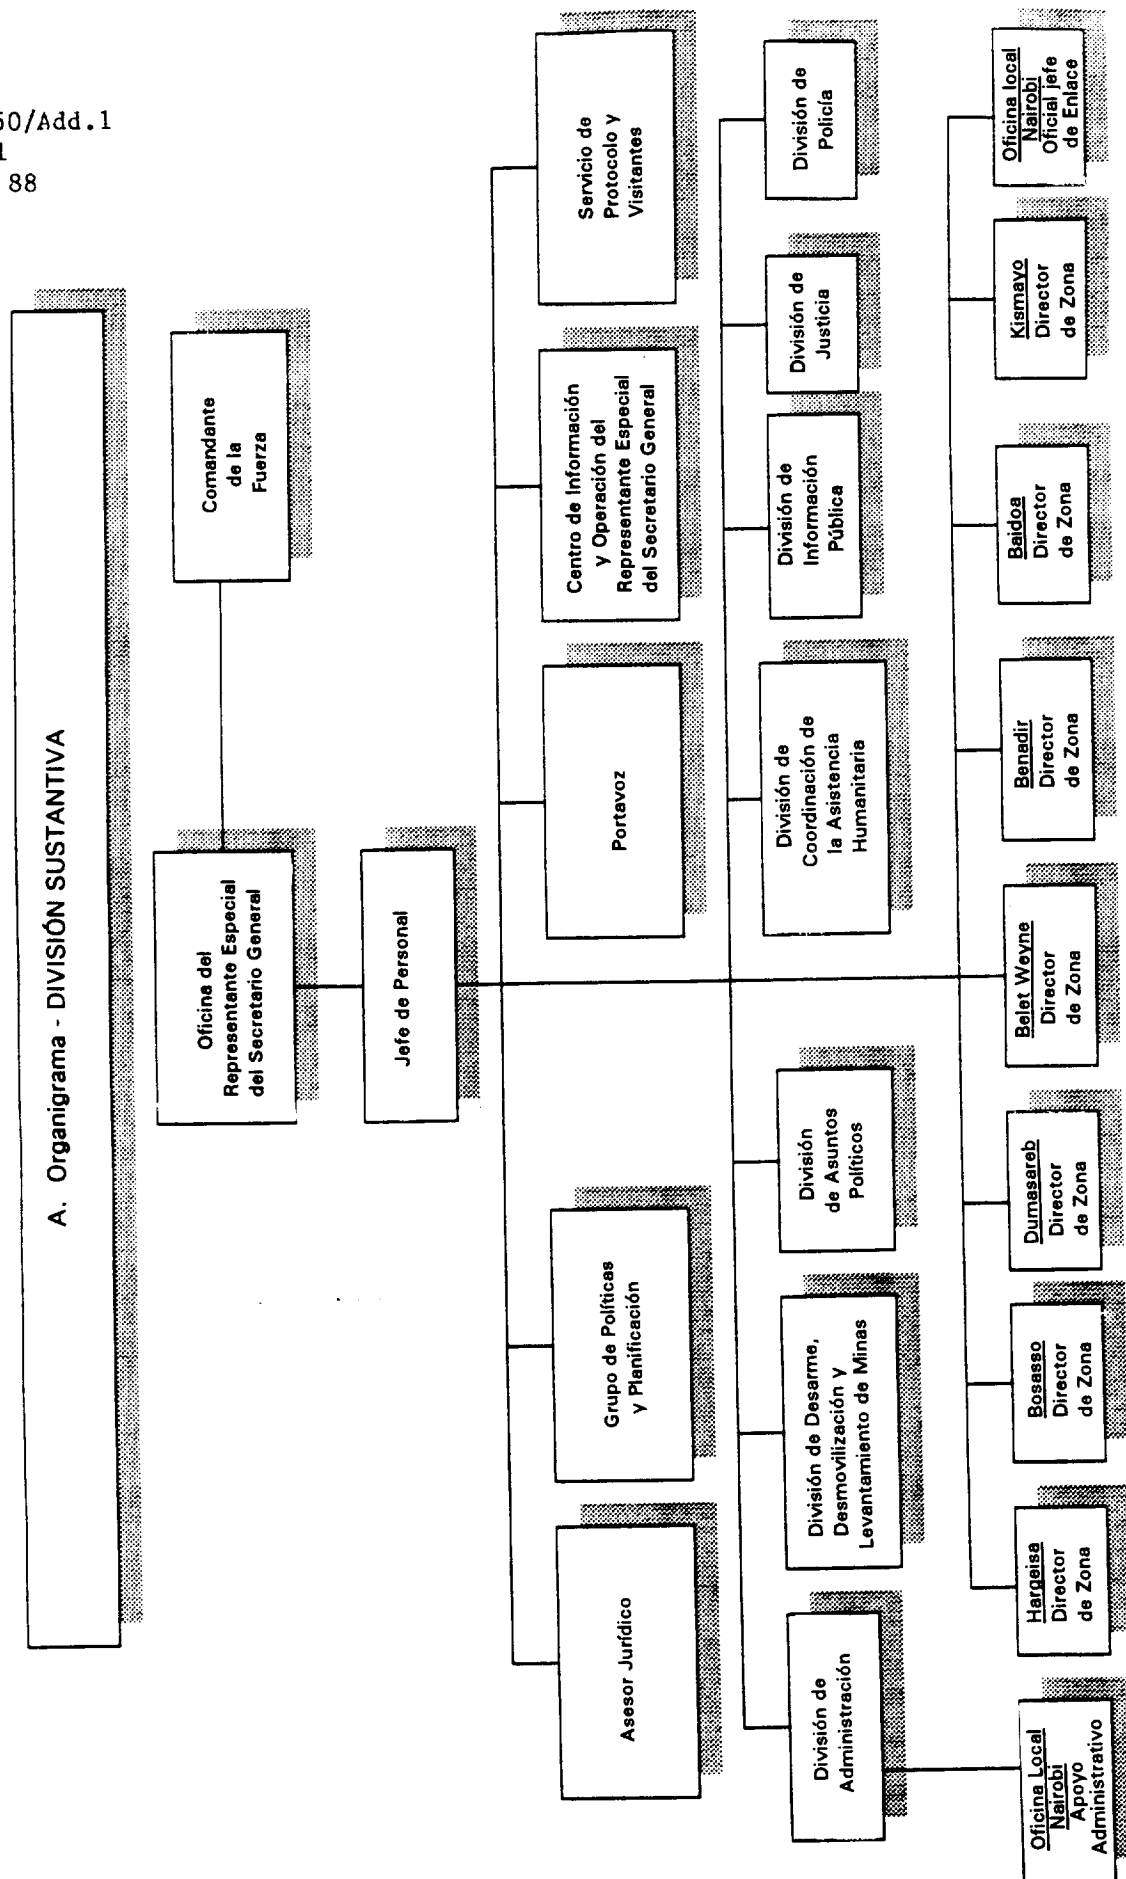 50/Add.1
1
88
A. Organigrama - DIVISIÓN SUSTANTIVA
Comandante
de la
Fuerza
Oficina del
Representante Especial
del Secretario General
Jefe de Personal
Asesor Jurídico
Grupo de Políticas
y Planificación
Portavoz
Centro de Información
y Operación del
Representante Especial
del Secretario General
Servicio de
Protocolo y
Visitantes
División de
Administración
División de Desarme,
Desmovilización y
Levantamiento de Minas
División
de Asuntos
Políticos
División de
Coordinación de
la Asistencia
Humanitaria
División de
Información
Pública
División de
Justicia
División de
Policía
Oficina Local
Nairobi
Apoyo
Administrativo
Hargeisa
Director
de Zona
Bosasso
Director
de Zona
Dumasareb
Director
de Zona
Belet Weyne
Director
de Zona
Benadir
Director
de Zona
Baidoa
Director
de Zona
Kismayo
Director
de Zona
Oficina local
Nairobi
Oficial jefe
de Enlace